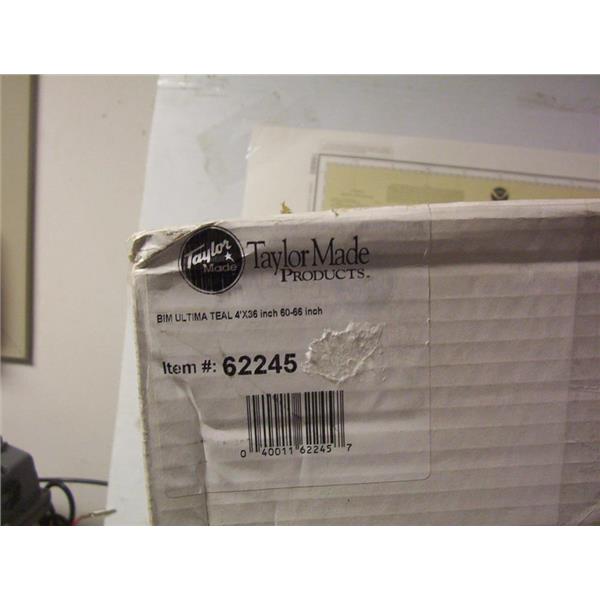 Taylor Made
Taylor Made
PRODUCTS™
BIM ULTIMA TEAL 4'X36 inch 60-66 inch
Item #: 62245
0 40011 62245 7